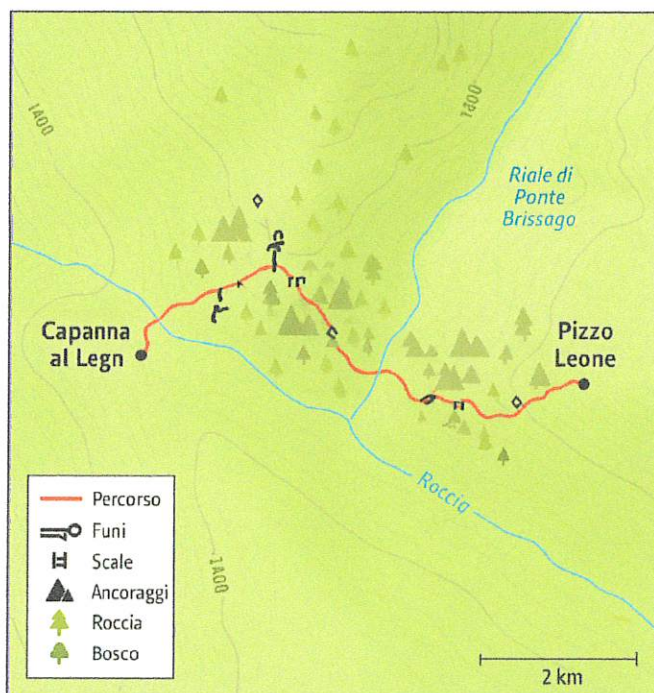 1400
1400
Riale di
Ponte
Brissago
Capanna
al Legn
Pizzo
Leone
Roccia
1A00
Percorso
Funi
Scale
Ancoraggi
Roccia
Bosco
2 km